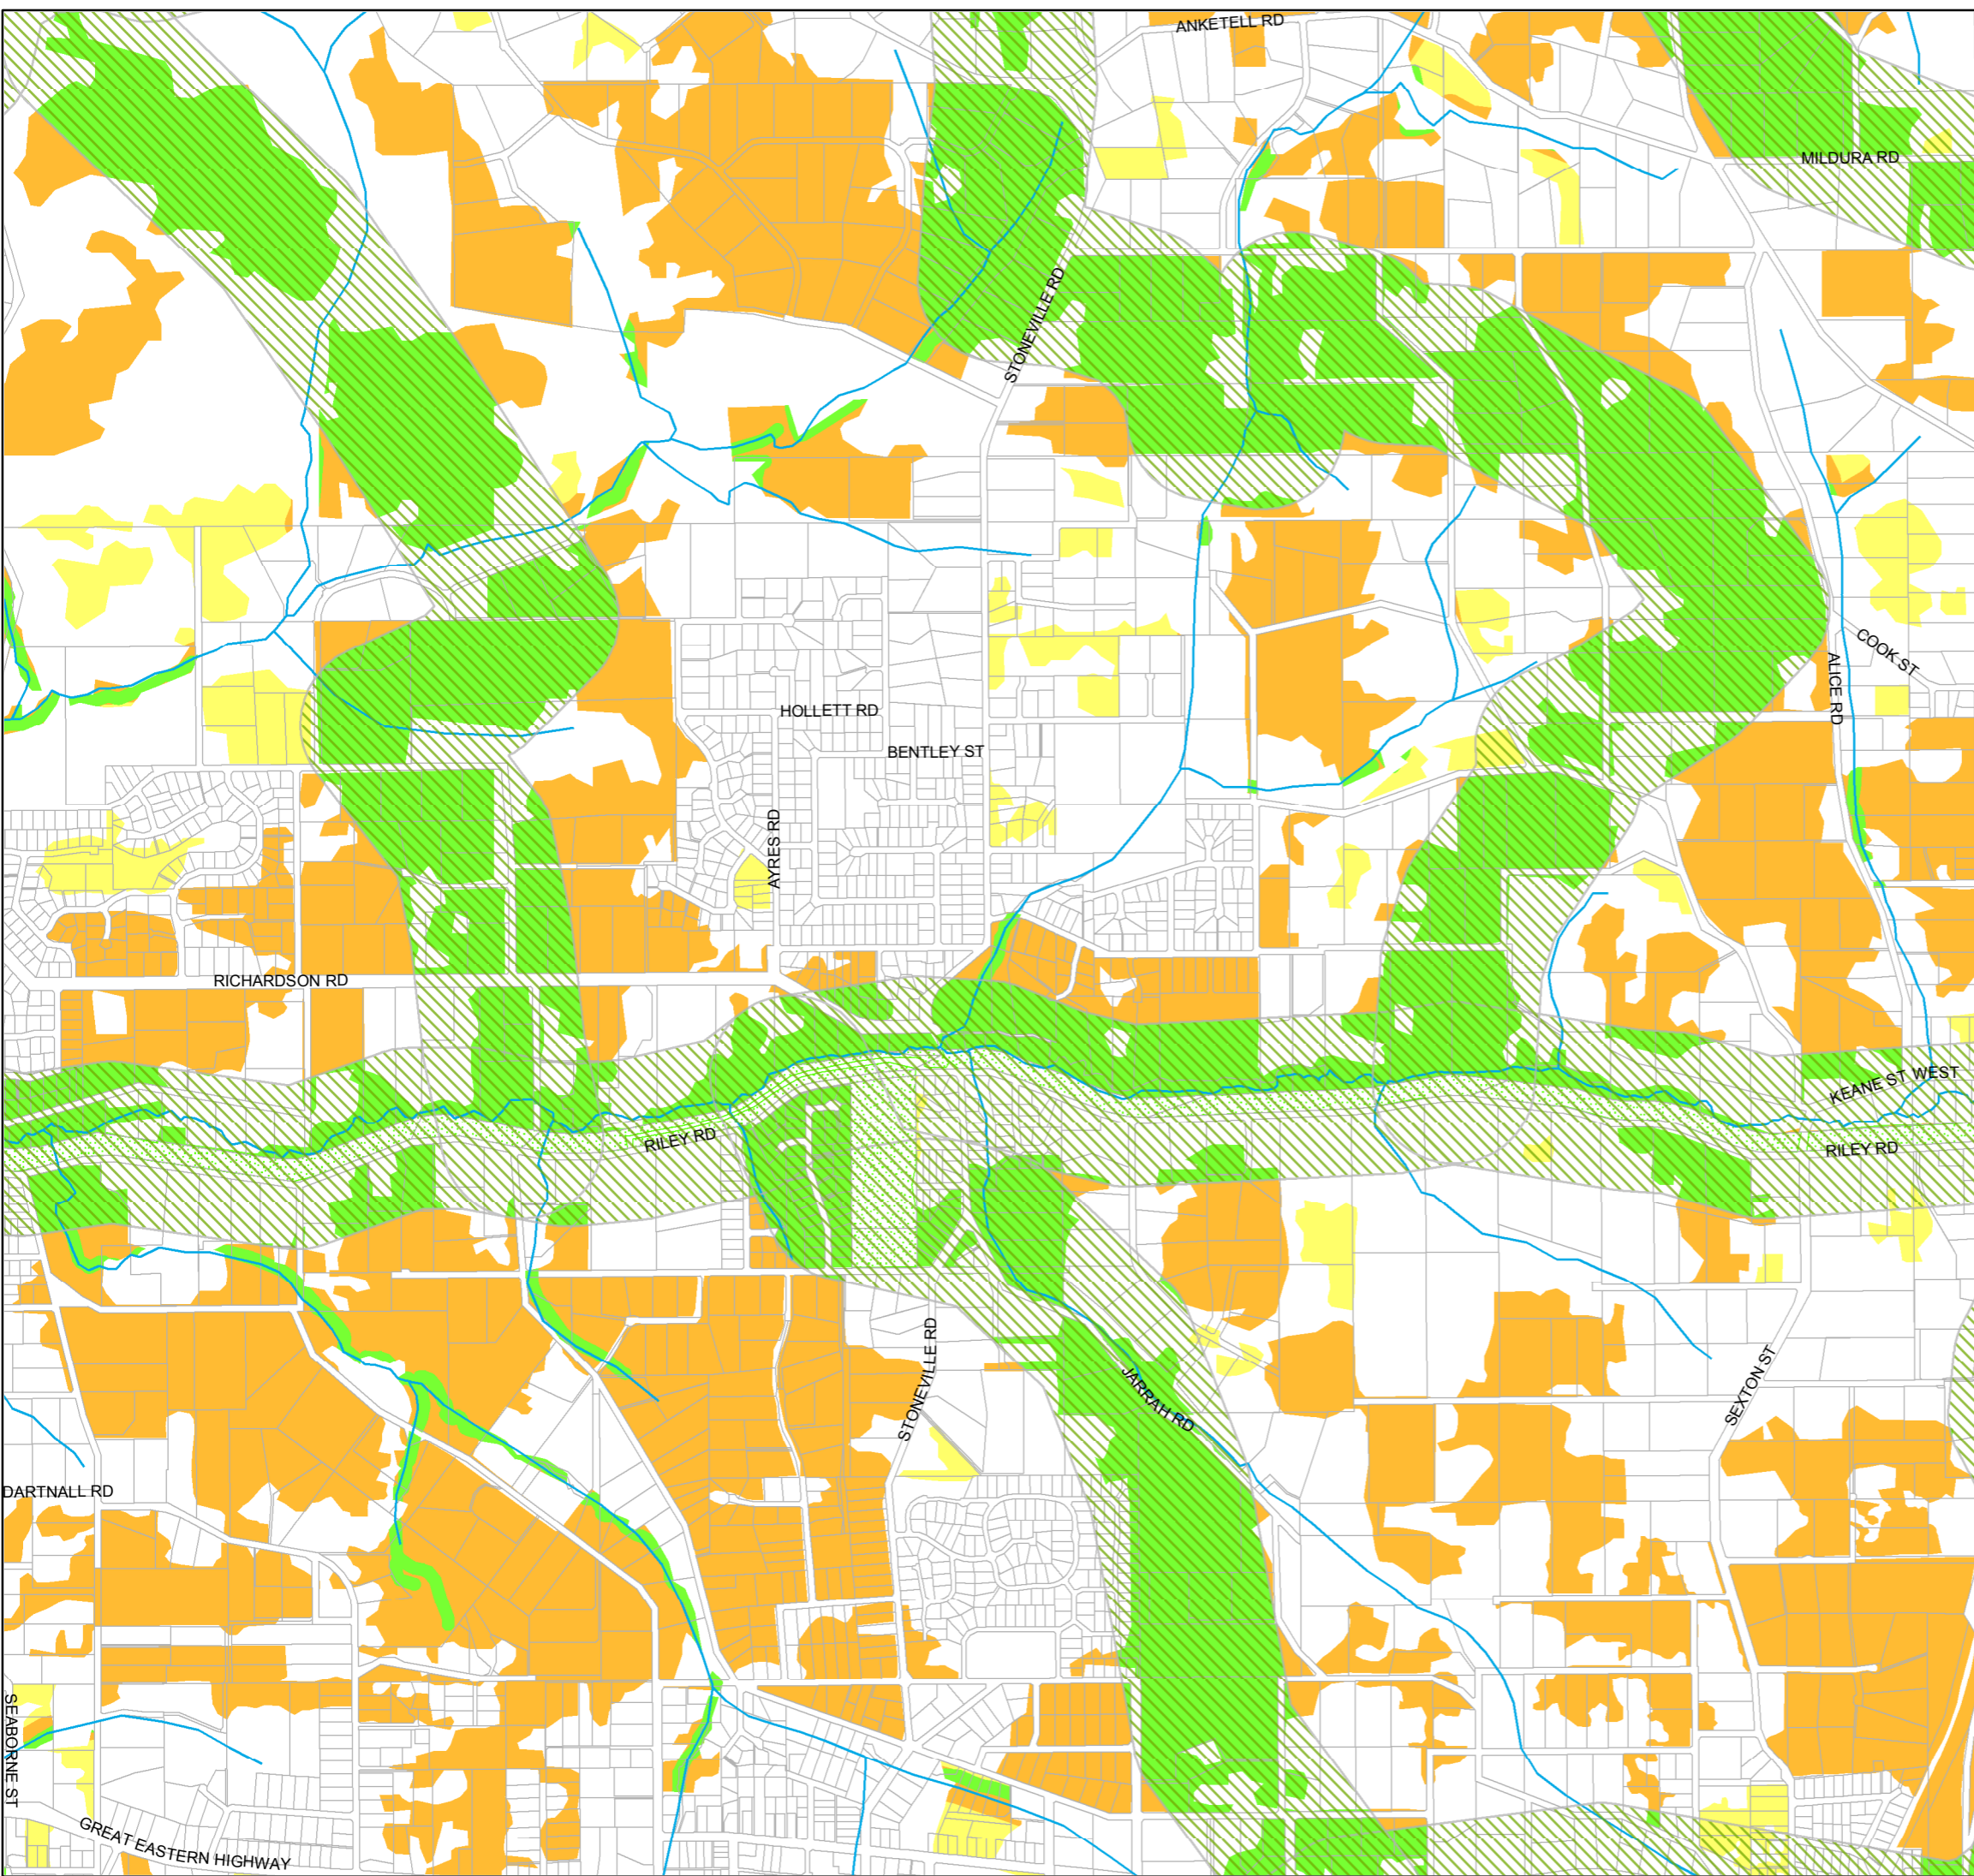 ANKETELL RD
MILDURA RD
STONEVILLE RD
COOK ST
ALICE RD
HOLLETT RD
BENTLEY ST
AYRES RD
RICHARDSON RD
KEANE ST WEST
RILEY RD
RILEY RD
STONEVILLE RD
JARRAH RD
SEXTON ST
DARTNALL RD
SEABORNE ST
GREAT EASTERN HIGHWAY